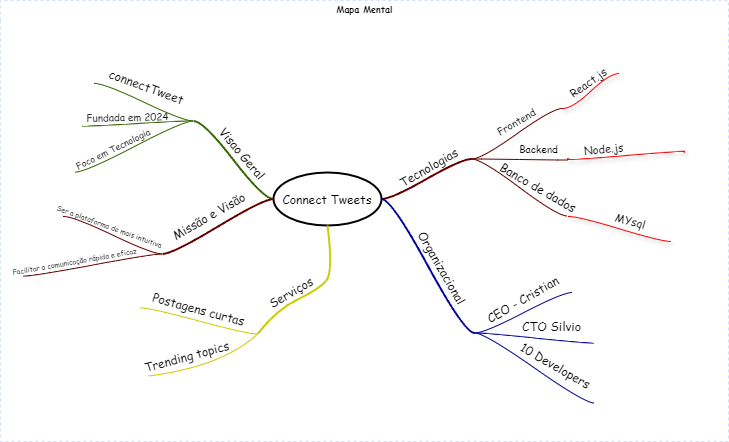 Mapa Mental
connectTweet
Fundada em 2024
Foco em Tecnologia
Visao Geral
Ser a plataforma de mais intuitiva
Facilitar a comunicação rápida e eficaz
Missão e Visão
Connect Tweets
Serviços
Postagens curtas
Trending topics
Tecnologias
Frontend
React.js
Backend
Node.js
Banco de dados
MYsql
Organizacional
CEO - Cristian
CTO Silvio
10 Developers